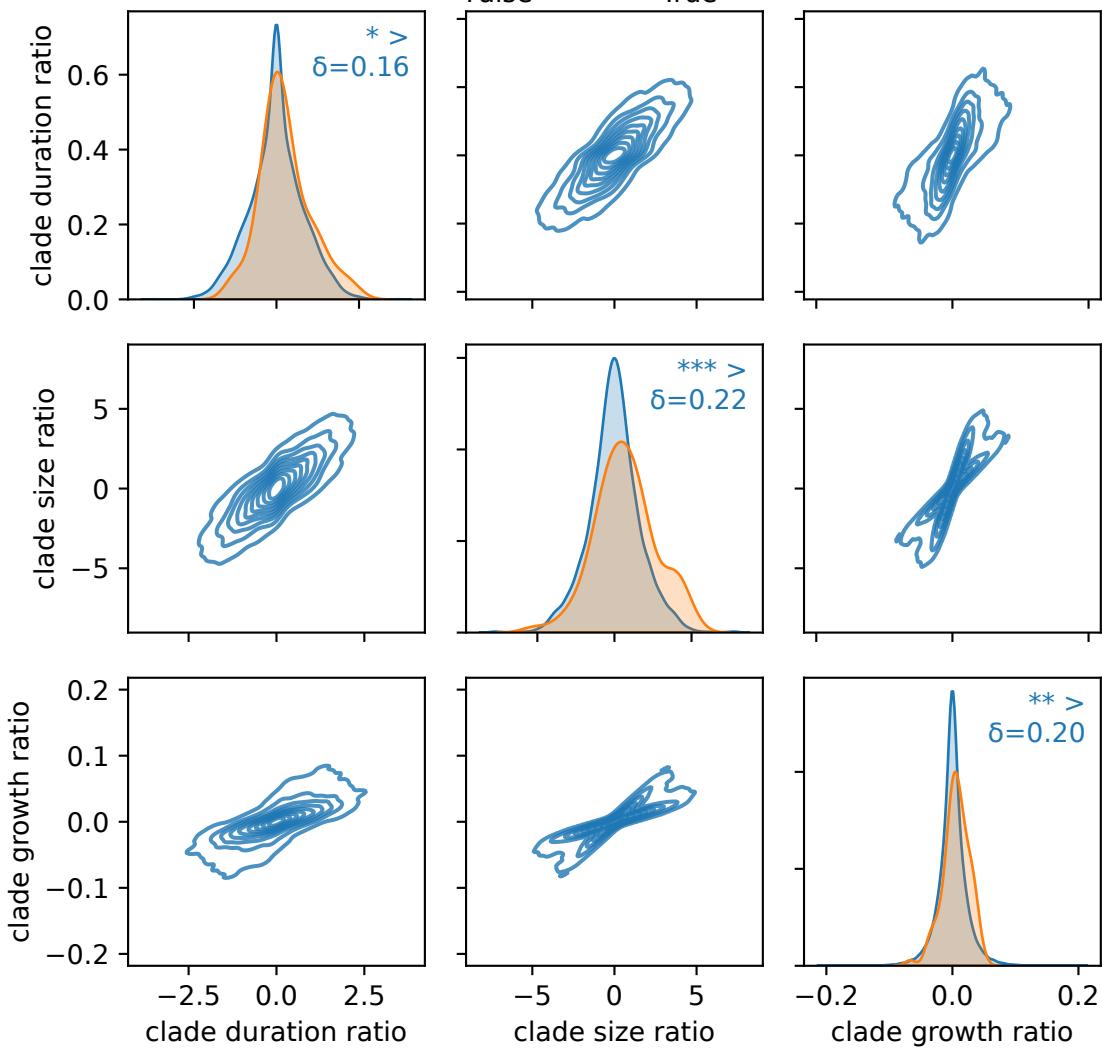 clade duration ratio
0.6
0.4
0.2
0.0
* >
δ=0.16
clade size ratio
5
0
−5
*** >
δ=0.22
clade growth ratio
0.2
0.1
0.0
−0.1
−0.2
** >
δ=0.20
−2.5 0.0 2.5
−5 0 5
−0.2 0.0 0.2
clade duration ratio
clade size ratio
clade growth ratio